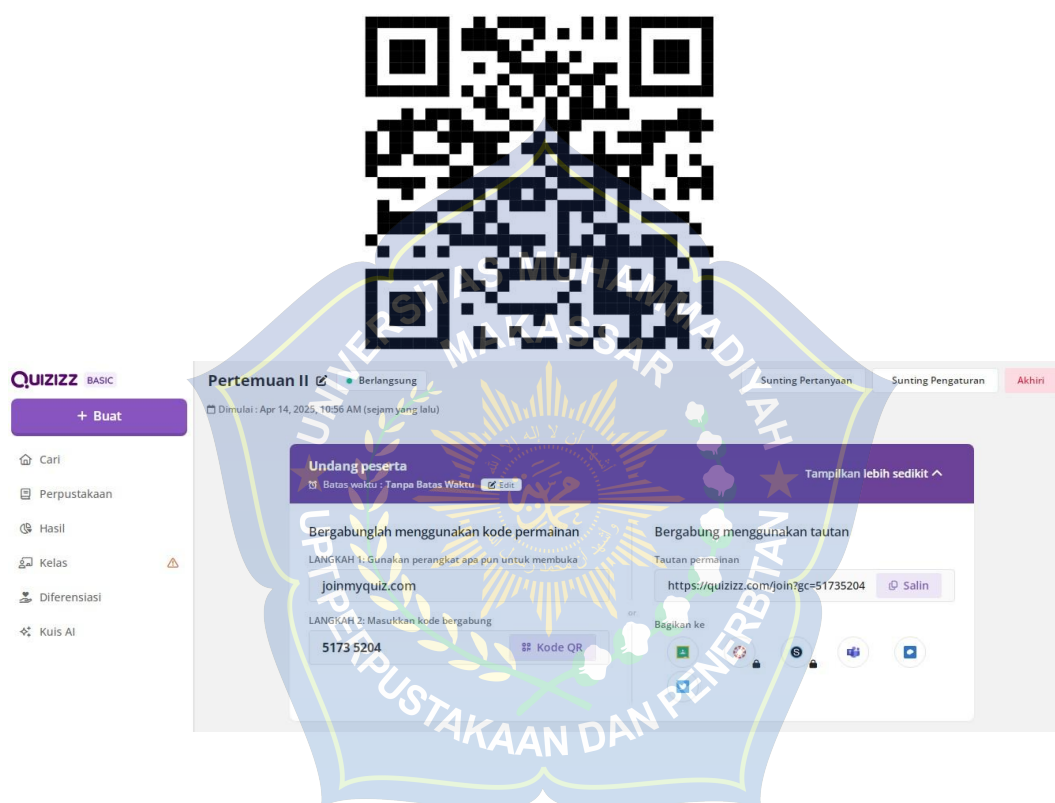 QUIZIZZ BASIC
+ Buat
Cari
Perpustakaan
Hasil
Kelas
Diferensiasi
Kuis AI
Pertemuan II
Berlangsung
Sunting Pertanyaan
Sunting Pengaturan
Akhiri
Dimulai : Apr 14, 2025, 10:56 AM (sejam yang lalu)
Undang peserta
Batas waktu : Tanpa Batas Waktu Edit
Tampilkan lebih sedikit
Bergabunglah menggunakan kode permainan
LANGKAH 1: Gunakan perangkat apa pun untuk membuka
joinmyquiz.com
LANGKAH 2: Masukkan kode bergabung
5173 5204
Kode QR
or
Bergabung menggunakan tautan
Tautan permainan
https://quizizz.com/join?gc=51735204
Salin
Bagikan ke
UNIVERSITAS MUHAMMADIYAH
MAKASSAR
UPT PERPUSTAKAAN DAN PENERBITAN